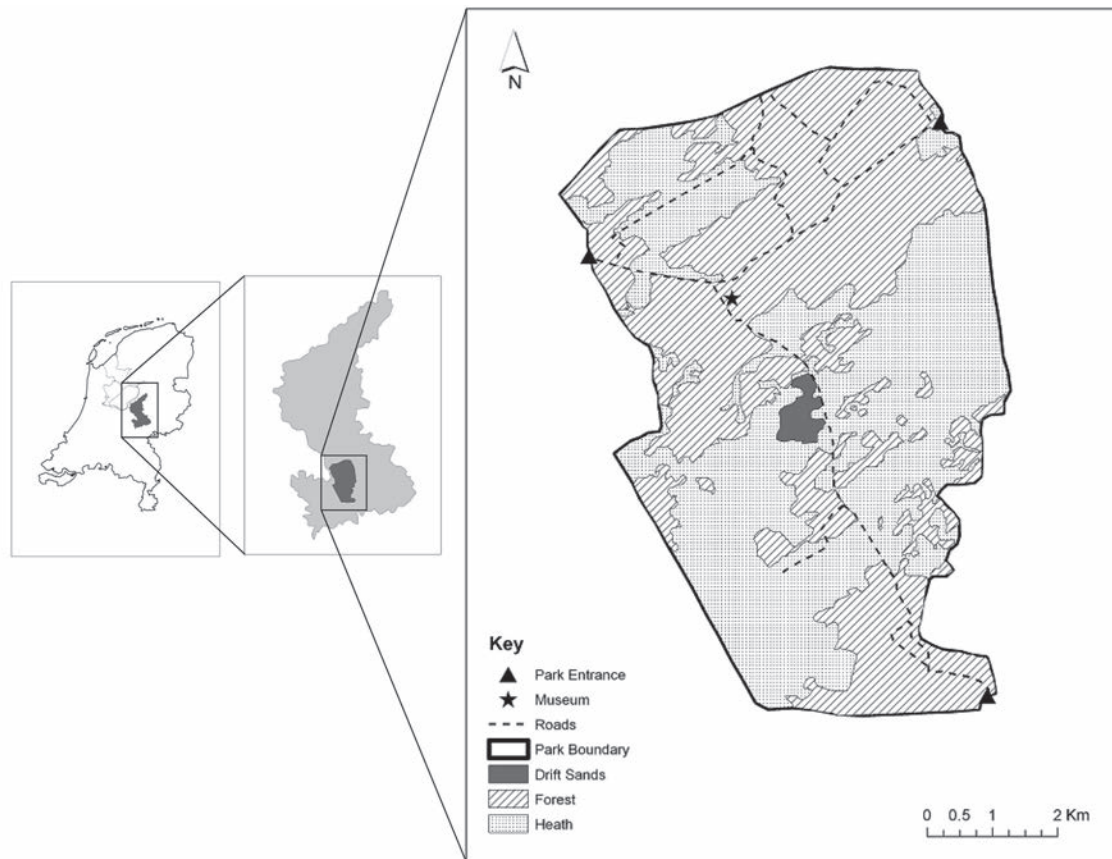 N
Key
Park Entrance
Museum
Roads
Park Boundary
Drift Sands
Forest
Heath
0 0.5 1 2 Km